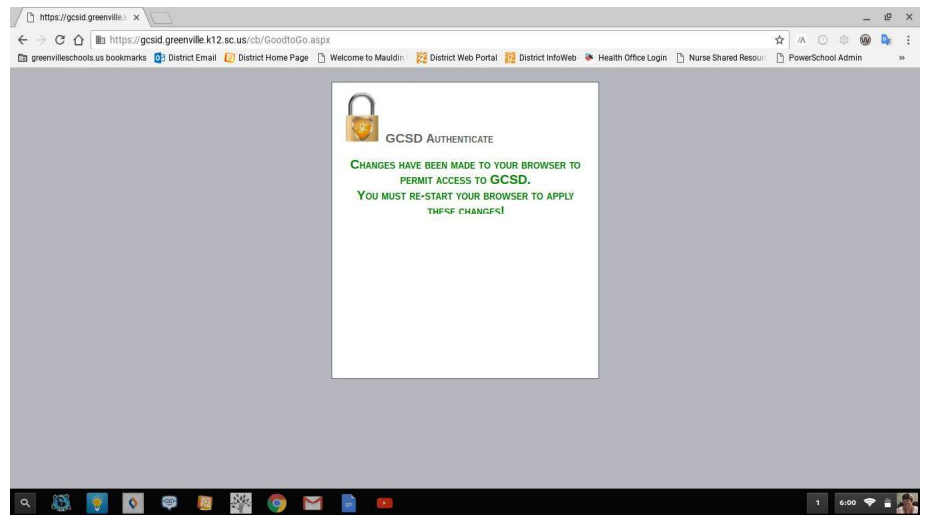 https://gcsid.greenville.k
https://gcsid.greenville.k12.sc.us/cb/GoodtoGo.aspx
greenvilleschools.us bookmarks District Email District Home Page Welcome to Mauldin District Web Portal District InfoWeb Health Office Login Nurse Shared Resour PowerSchool Admin »
GCSD AUTHENTICATE
CHANGES HAVE BEEN MADE TO YOUR BROWSER TO
PERMIT ACCESS TO GCSD.
YOU MUST RE-START YOUR BROWSER TO APPLY
THESE CHANGES!
1 6:00